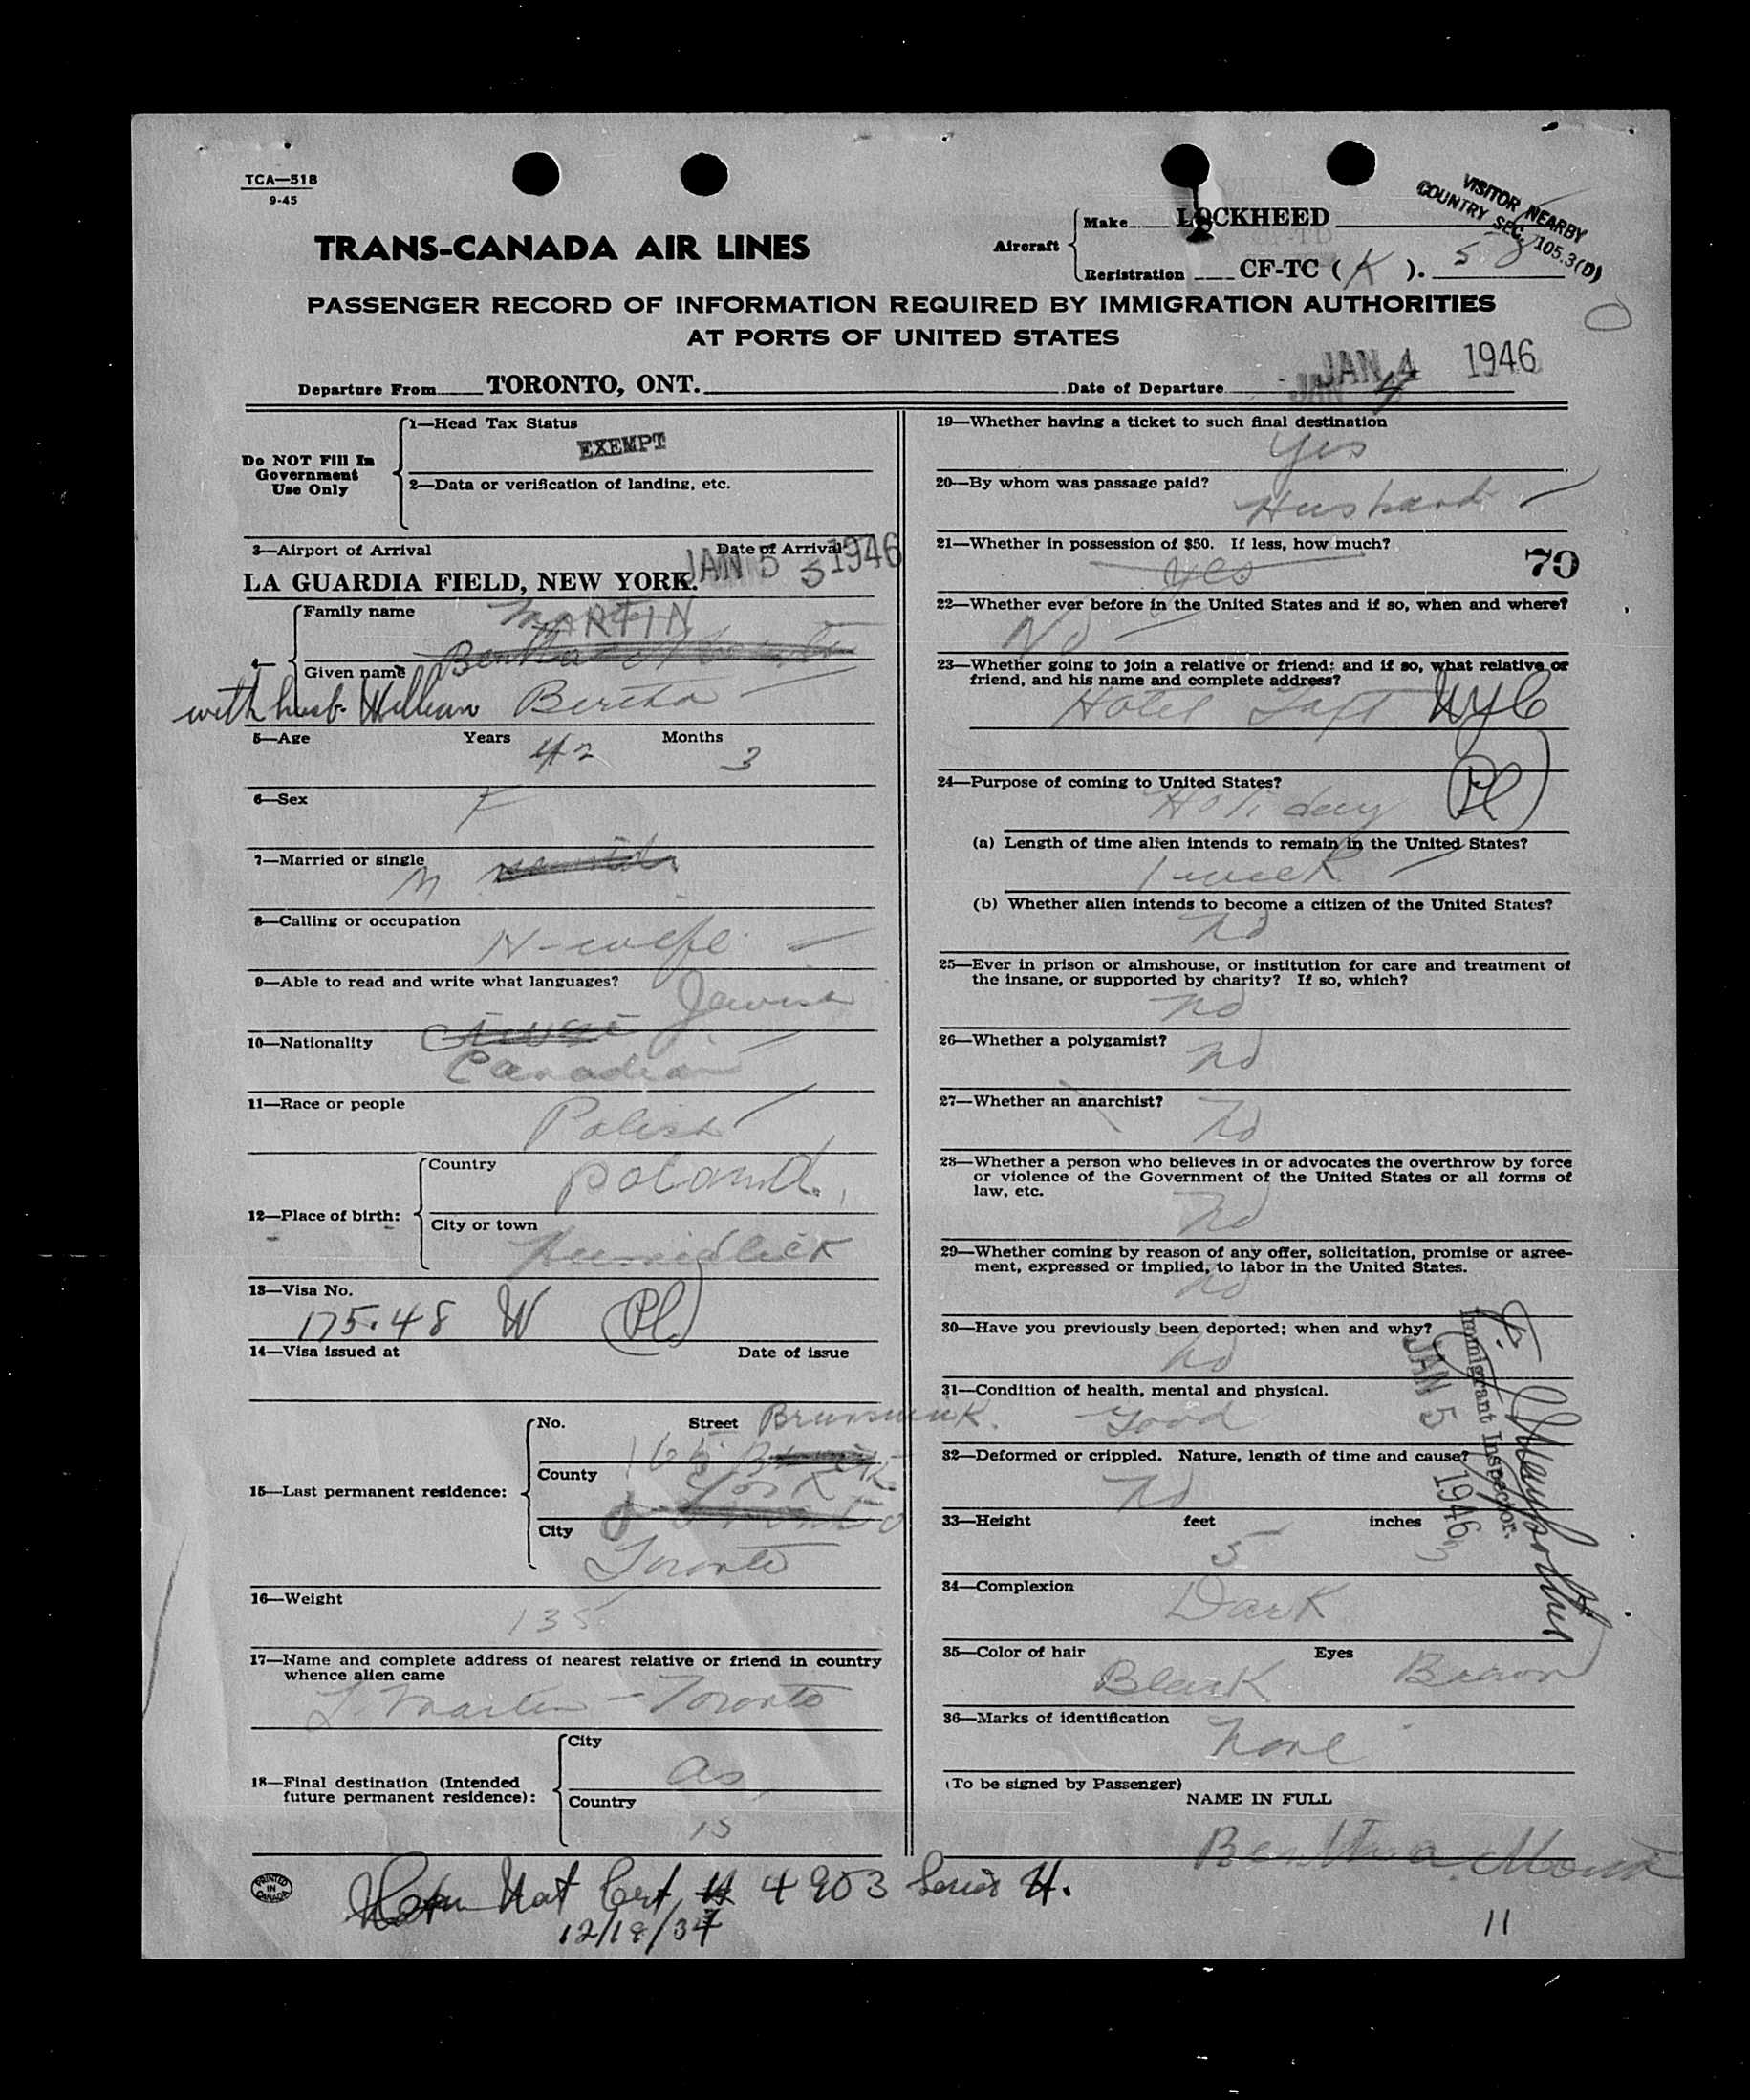 TCA—518
9-45
VISITOR NEARBY
COUNTRY SEC. 105.3(D)
TRANS-CANADA AIR LINES
Aircraft
Make LOCKHEED
Registration CF-TC ( K ).
PASSENGER RECORD OF INFORMATION REQUIRED BY IMMIGRATION AUTHORITIES
AT PORTS OF UNITED STATES
Departure From TORONTO, ONT. Date of Departure JAN 4 1946
Do NOT Fill In
Government
Use Only
1—Head Tax Status
EXEMPT
2—Data or verification of landing, etc.
3—Airport of Arrival Date of Arrival
LA GUARDIA FIELD, NEW YORK. JAN 5 1946
4—
Family name MARTIN
Given name
with husb. William Bertha
5—Age Years 42 Months 3
6—Sex F
7—Married or single
M
8—Calling or occupation
H-wife
9—Able to read and write what languages?
Jewish
10—Nationality
Canadian
11—Race or people
Polish
12—Place of birth:
Country
Poland
City or town
13—Visa No.
175.48 W
14—Visa issued at Date of issue
15—Last permanent residence:
No. Street Brunswick.
165
County
York
City
Toronto
16—Weight
135
17—Name and complete address of nearest relative or friend in country
whence alien came
L. Martin - Toronto
18—Final destination (Intended
future permanent residence):
City
as
Country
15
19—Whether having a ticket to such final destination
Yes
20—By whom was passage paid?
Husband
21—Whether in possession of $50. If less, how much?
Yes
70
22—Whether ever before in the United States and if so, when and where?
No
23—Whether going to join a relative or friend; and if so, what relative or
friend, and his name and complete address?
Hotel Taft NYC
24—Purpose of coming to United States?
Holiday
(a) Length of time alien intends to remain in the United States?
1 week
(b) Whether alien intends to become a citizen of the United States?
no
25—Ever in prison or almshouse, or institution for care and treatment of
the insane, or supported by charity? If so, which?
no
26—Whether a polygamist?
no
27—Whether an anarchist?
no
28—Whether a person who believes in or advocates the overthrow by force
or violence of the Government of the United States or all forms of
law, etc.
no
29—Whether coming by reason of any offer, solicitation, promise or agree-
ment, expressed or implied, to labor in the United States.
no
30—Have you previously been deported; when and why?
no
31—Condition of health, mental and physical.
Good
32—Deformed or crippled. Nature, length of time and cause?
no
33—Height feet inches
5
34—Complexion
Dark
35—Color of hair Eyes
Black Brown
36—Marks of identification
none
JAN 5 1946
Immigrant Inspector.
(To be signed by Passenger)
NAME IN FULL
Bertha
PRINTED
IN
CANADA
Nat Cert 4903 Series H.
12/18/34
11